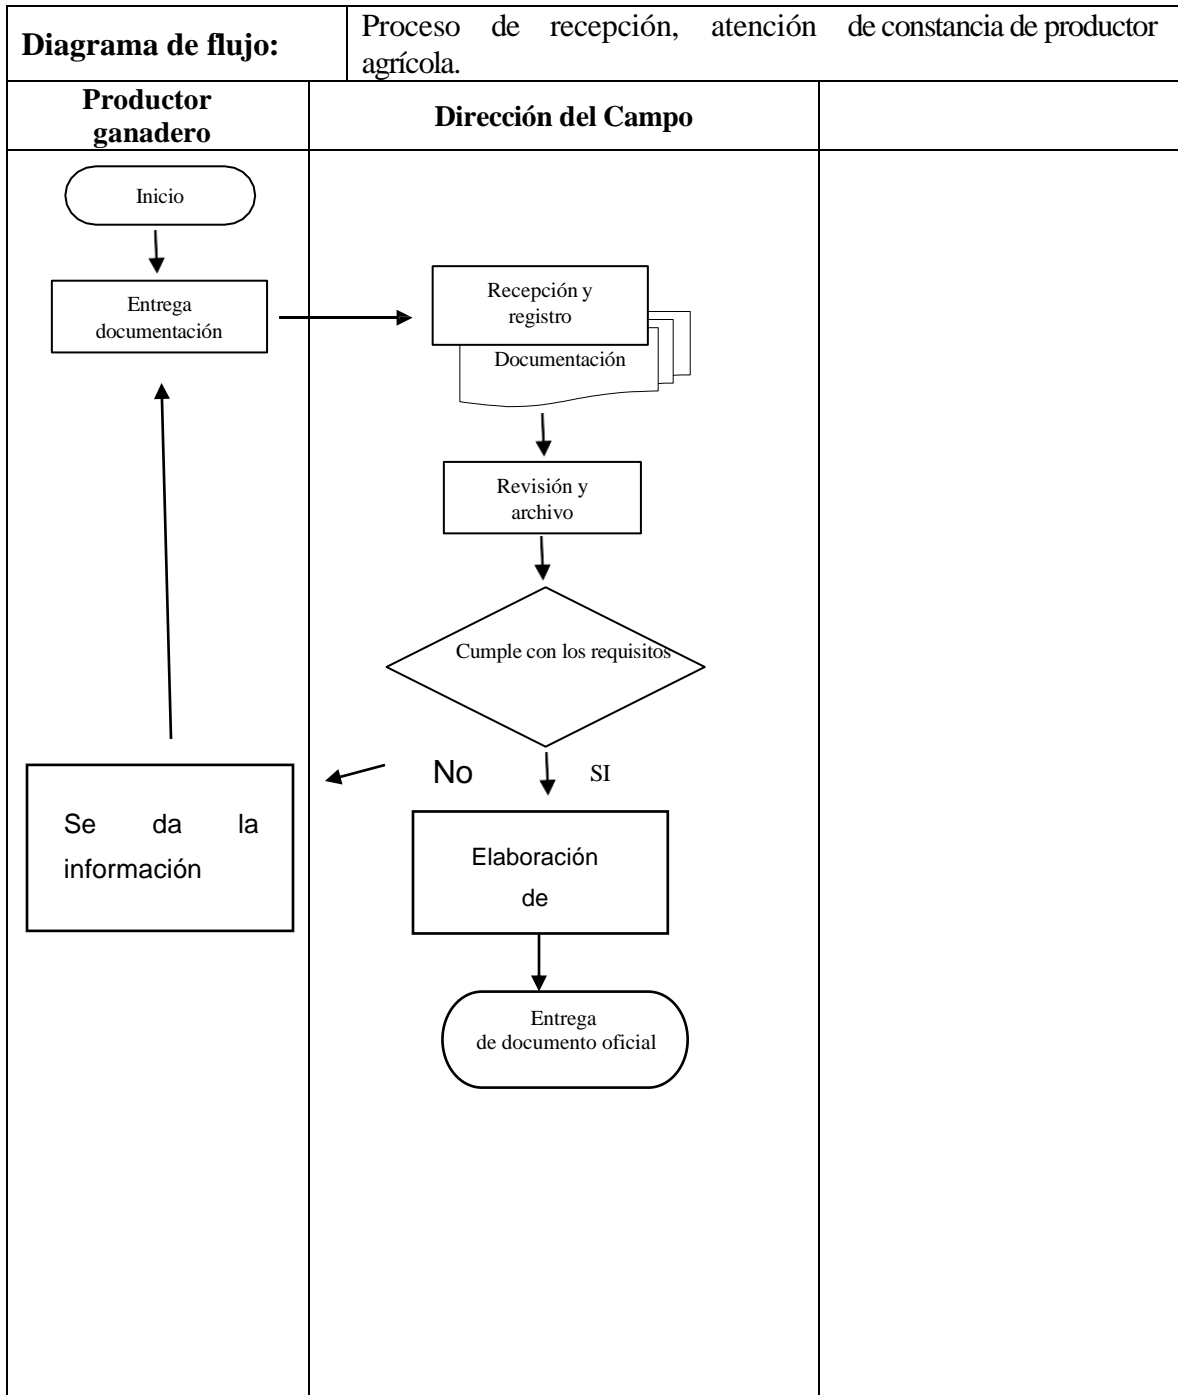 Diagrama de flujo:
Proceso de recepción, atención de constancia de productor
agrícola.
Productor
ganadero
Dirección del Campo
Inicio
Entrega
documentación
Recepción y
registro
Documentación
Revisión y
archivo
Cumple con los requisitos
No
SI
Se da la
información
Elaboración
de
Entrega
de documento oficial